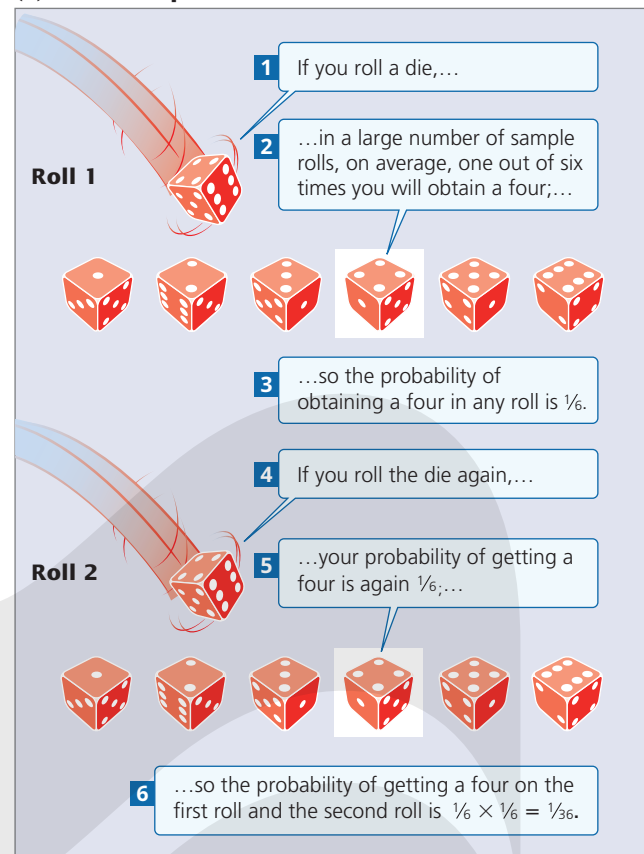 1 If you roll a die,…
2 …in a large number of sample
rolls, on average, one out of six
times you will obtain a four;…
Roll 1
3 …so the probability of
obtaining a four in any roll is ⅙.
4 If you roll the die again,…
5 …your probability of getting a
four is again ⅙;…
Roll 2
6 …so the probability of getting a four on the
first roll and the second roll is ⅙ × ⅙ = 1/36.